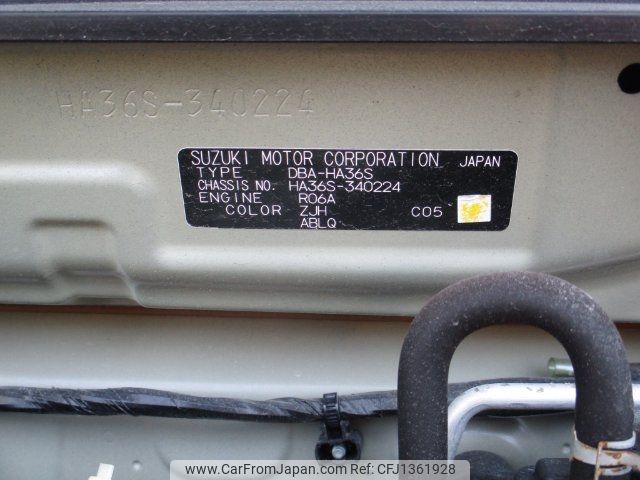 HA36S-340224
SUZUKI MOTOR CORPORATION JAPAN
TYPE DBA-HA36S
CHASSIS NO. HA36S-340224
ENGINE R06A
COLOR ZJH C05
ABLQ
www.CarFromJapan.com Ref:CFJ1361928